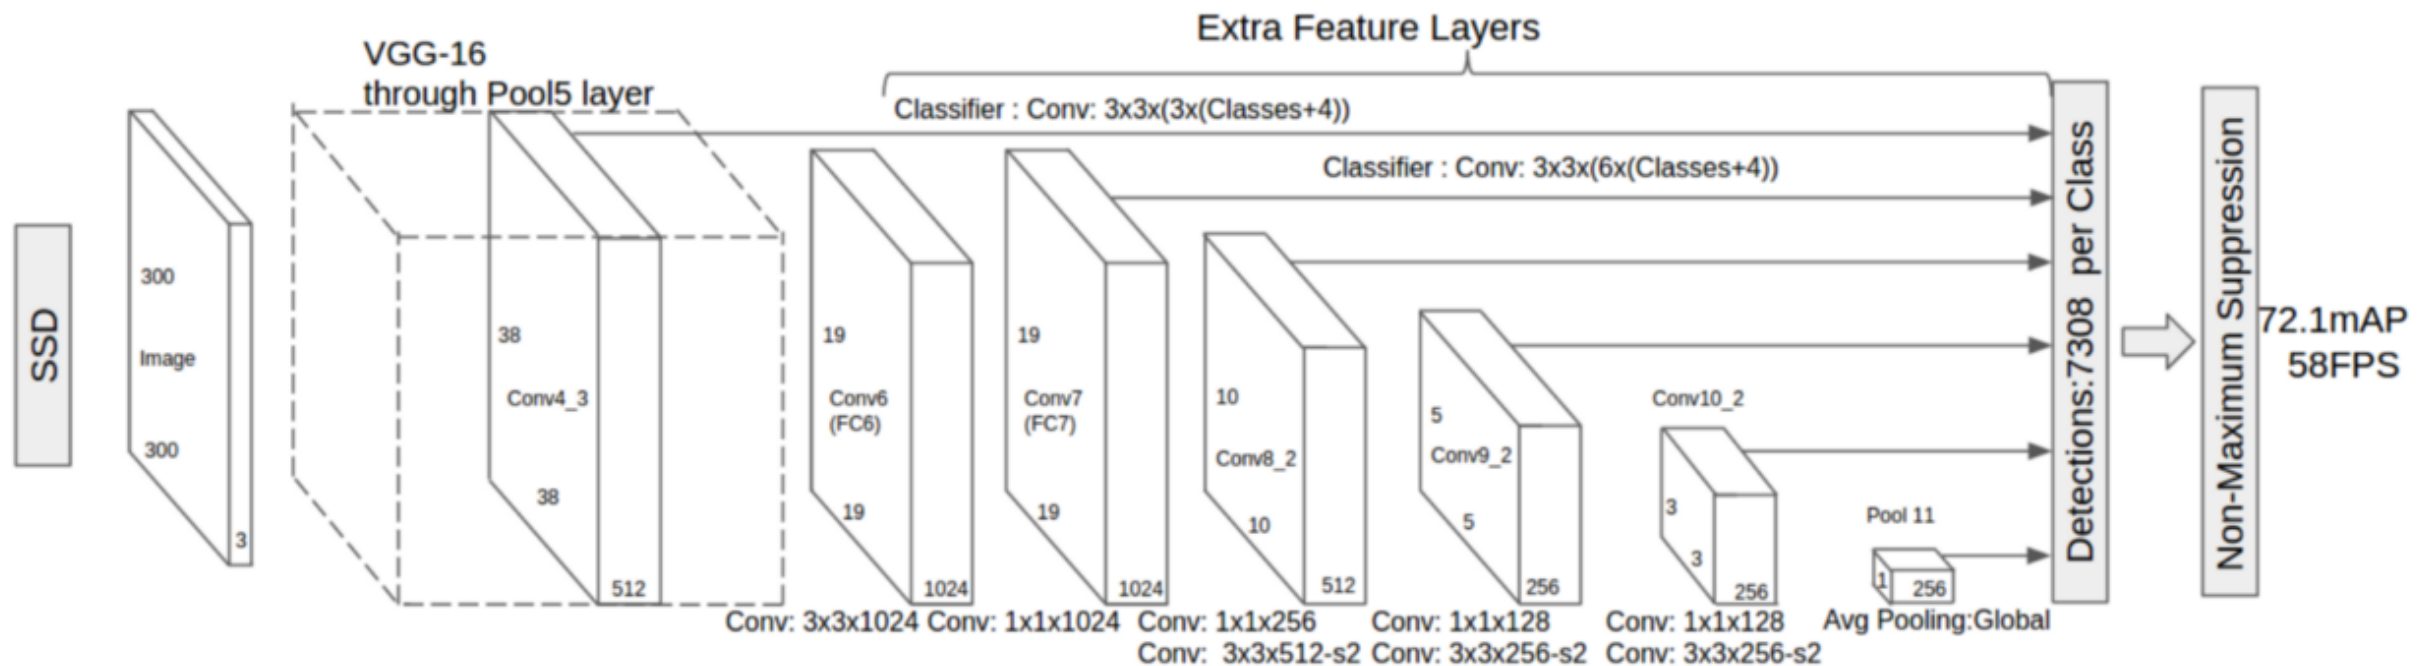 Extra Feature Layers
VGG-16
through Pool5 layer
Classifier : Conv: 3x3x(3x(Classes+4))
Classifier : Conv: 3x3x(6x(Classes+4))
SSD
300
Image
300
3
38
Conv4_3
38
512
19
Conv6
(FC6)
19
1024
19
Conv7
(FC7)
19
1024
10
Conv8_2
10
512
5
Conv9_2
5
256
Conv10_2
3
3
256
Pool 11
1
256
Conv: 3x3x1024
Conv: 1x1x1024
Conv: 1x1x256
Conv: 3x3x512-s2
Conv: 1x1x128
Conv: 3x3x256-s2
Conv: 1x1x128
Conv: 3x3x256-s2
Avg Pooling:Global
Detections:7308 per Class
Non-Maximum Suppression
72.1mAP
58FPS